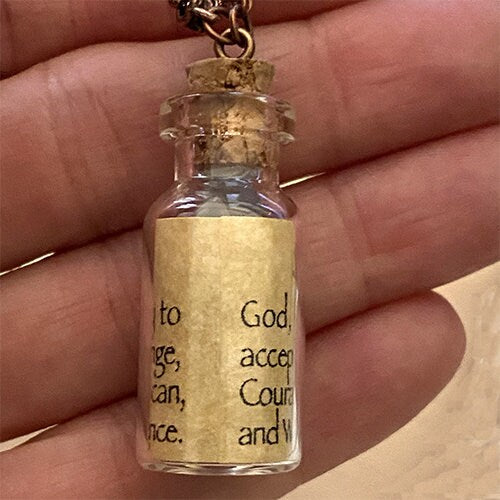 to God,
nge, accep
can, Coura
nce. and W